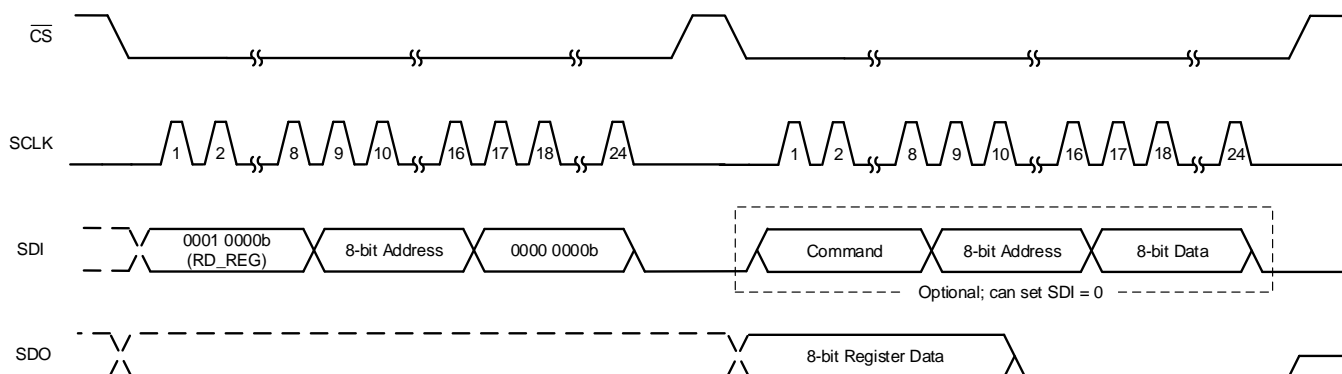 CS
SCLK
1 2 8 9 10 16 17 18 24 1 2 8 9 10 16 17 18 24
SDI
0001 0000b
(RD_REG)
8-bit Address
0000 0000b
Command
8-bit Address
8-bit Data
Optional; can set SDI = 0
SDO
8-bit Register Data